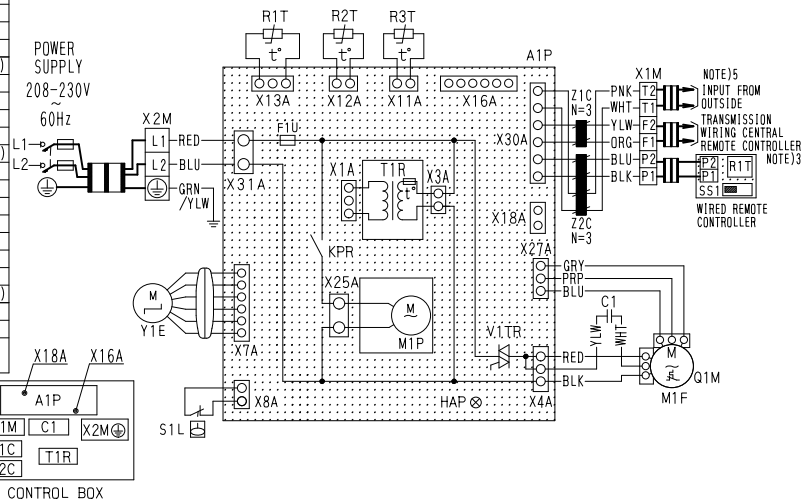 R1T
R2T
R3T
t°
t°
t°
A1P
X13A
X12A
X11A
X16A
POWER
SUPPLY
208-230V
~
60Hz
X2M
L1
L2
L1
L2
RED
BLU
GRN
/YLW
X31A
F1U
X1A
T1R
t°
X3A
X30A
X18A
X27A
Z1C
N=3
Z2C
N=3
PNK
WHT
YLW
ORG
BLU
BLK
X1M
T2
T1
F2
F1
P2
P1
NOTE)5
INPUT FROM
OUTSIDE
TRANSMISSION
WIRING CENTRAL
REMOTE CONTROLLER
NOTE)3
P2
P1
R1T
SS1
WIRED REMOTE
CONTROLLER
GRY
PRP
BLU
C1
YLW
WHT
RED
BLK
M
~
Q1M
M1F
KPR
X25A
M
~
M1P
V1TR
X4A
HAP
M
Y1E
X7A
X8A
S1L
X18A
X16A
A1P
1M
C1
X2M
1C
T1R
2C
CONTROL BOX